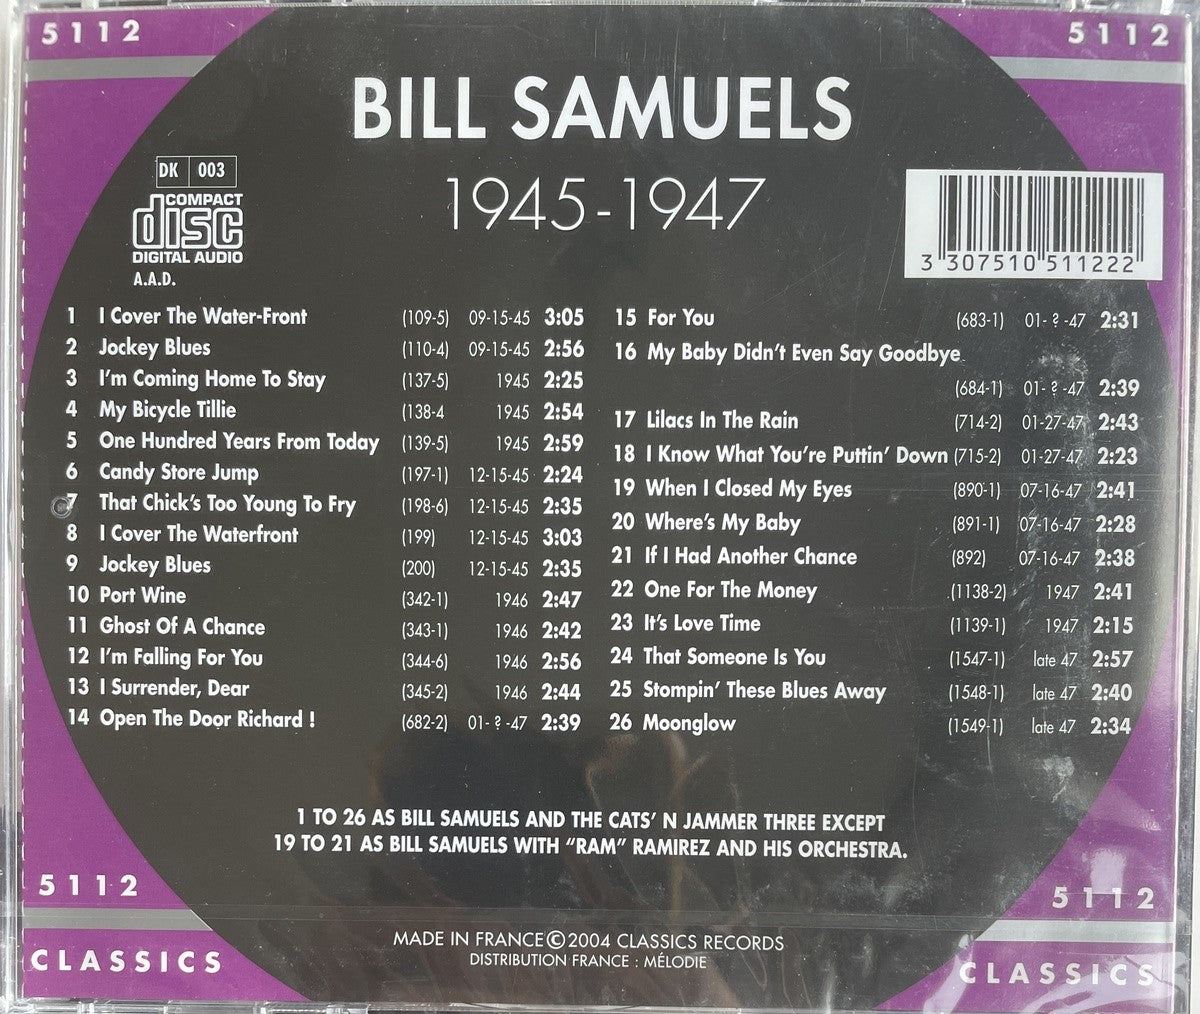 5112 5112
BILL SAMUELS
1945-1947
DK 003
COMPACT
disc
DIGITAL AUDIO
A.A.D.
3 307510 511222
1 I Cover The Water-Front (109-5) 09-15-45 3:05
2 Jockey Blues (110-4) 09-15-45 2:56
3 I'm Coming Home To Stay (137-5) 1945 2:25
4 My Bicycle Tillie (138-4 1945 2:54
5 One Hundred Years From Today (139-5) 1945 2:59
6 Candy Store Jump (197-1) 12-15-45 2:24
7 That Chick's Too Young To Fry (198-6) 12-15-45 2:35
8 I Cover The Waterfront (199) 12-15-45 3:03
9 Jockey Blues (200) 12-15-45 2:35
10 Port Wine (342-1) 1946 2:47
11 Ghost Of A Chance (343-1) 1946 2:42
12 I'm Falling For You (344-6) 1946 2:56
13 I Surrender, Dear (345-2) 1946 2:44
14 Open The Door Richard ! (682-2) 01- ? -47 2:39
15 For You (683-1) 01- ? -47 2:31
16 My Baby Didn't Even Say Goodbye
(684-1) 01- ? -47 2:39
17 Lilacs In The Rain (714-2) 01-27-47 2:43
18 I Know What You're Puttin' Down (715-2) 01-27-47 2:23
19 When I Closed My Eyes (890-1) 07-16-47 2:41
20 Where's My Baby (891-1) 07-16-47 2:28
21 If I Had Another Chance (892) 07-16-47 2:38
22 One For The Money (1138-2) 1947 2:41
23 It's Love Time (1139-1) 1947 2:15
24 That Someone Is You (1547-1) late 47 2:57
25 Stompin' These Blues Away (1548-1) late 47 2:40
26 Moonglow (1549-1) late 47 2:34
1 TO 26 AS BILL SAMUELS AND THE CATS' N JAMMER THREE EXCEPT
19 TO 21 AS BILL SAMUELS WITH "RAM" RAMIREZ AND HIS ORCHESTRA.
5112 5112
MADE IN FRANCE © 2004 CLASSICS RECORDS
DISTRIBUTION FRANCE : MÉLODIE
CLASSICS CLASSICS